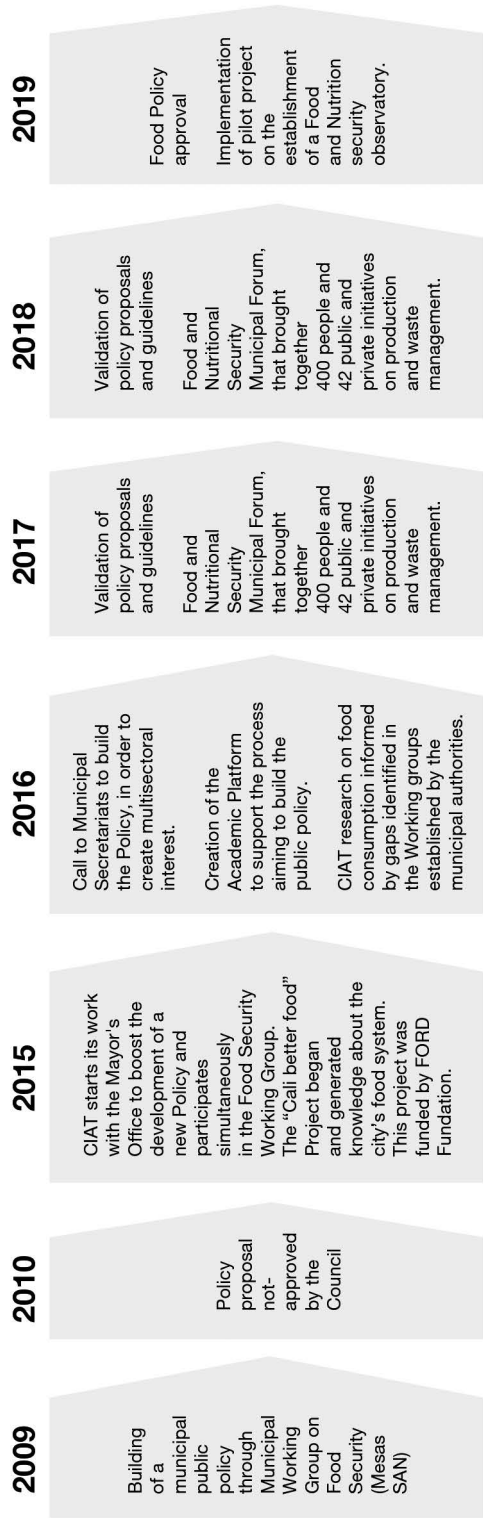 2009
Building
of a
municipal
public
policy
through
Municipal
Working
Group on
Food
Security
(Mesas
SAN)
2010
Policy
proposal
not-
approved
by the
Council
2015
CIAT starts its work
with the Mayor's
Office to boost the
development of a
new Policy and
participates
simultaneously
in the Food Security
Working Group.
The “Cali better food”
Project began
and generated
knowledge about the
city’s food system.
This project was
funded by FORD
Fundation.
2016
Call to Municipal
Secretariats to build
the Policy, in order to
create multisectoral
interest.
Creation of the
Academic Platform
to support the process
aiming to build the
public policy.
CIAT research on food
consumption informed
by gaps identified in
the Working groups
established by the
municipal authorities.
2017
Validation of
policy proposals
and guidelines
Food and
Nutritional
Security
Municipal Forum,
that brought
together
400 people and
42 public and
private initiatives
on production
and waste
management.
2018
Validation of
policy proposals
and guidelines
Food and
Nutritional
Security
Municipal Forum,
that brought
together
400 people and
42 public and
private initiatives
on production
and waste
management.
2019
Food Policy
approval
Implementation
of pilot project
on the
establishment
of a Food
and Nutrition
security
observatory.